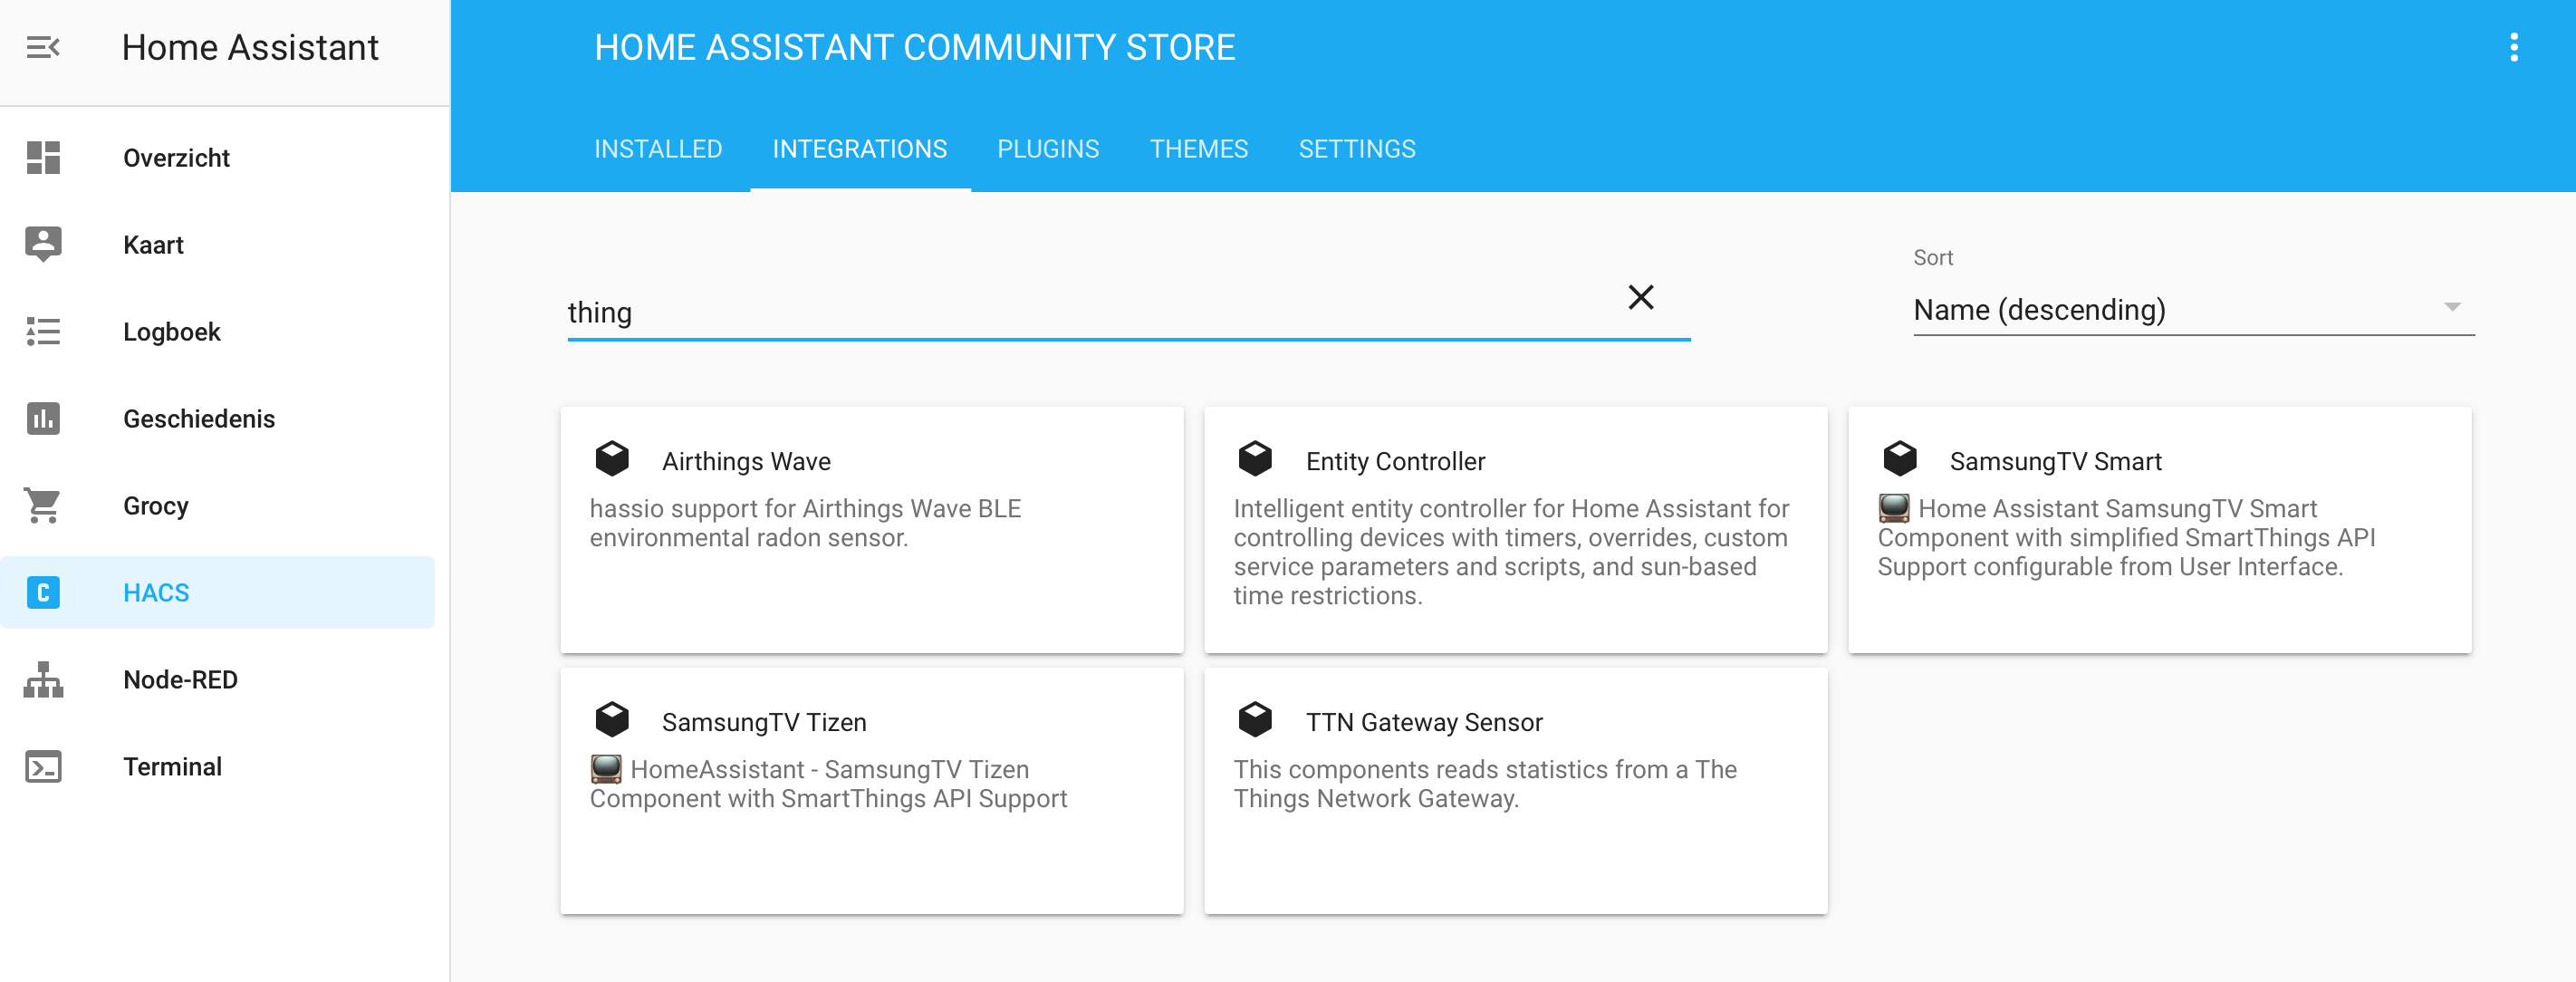 Home Assistant
Overzicht
Kaart
Logboek
Geschiedenis
Grocy
HACS
Node-RED
Terminal
HOME ASSISTANT COMMUNITY STORE
INSTALLED INTEGRATIONS PLUGINS THEMES SETTINGS
thing
Sort
Name (descending)
Airthings Wave
hassio support for Airthings Wave BLE
environmental radon sensor.
Entity Controller
Intelligent entity controller for Home Assistant for
controlling devices with timers, overrides, custom
service parameters and scripts, and sun-based
time restrictions.
SamsungTV Smart
📺 Home Assistant SamsungTV Smart
Component with simplified SmartThings API
Support configurable from User Interface.
SamsungTV Tizen
📺 HomeAssistant - SamsungTV Tizen
Component with SmartThings API Support
TTN Gateway Sensor
This components reads statistics from a The
Things Network Gateway.